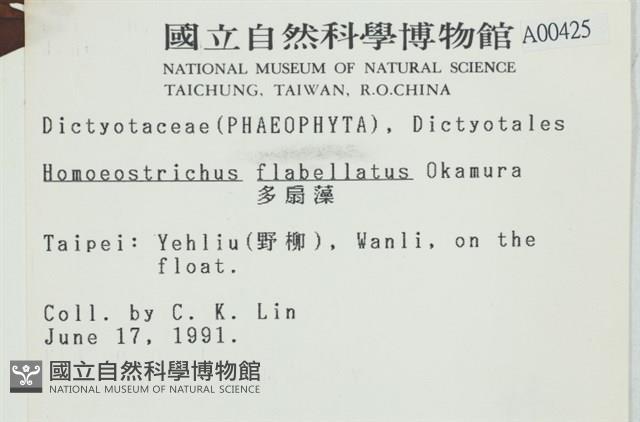 國立自然科學博物館 A00425
NATIONAL MUSEUM OF NATURAL SCIENCE
TAICHUNG, TAIWAN, R.O.CHINA
Dictyotaceae(PHAEOPHYTA), Dictyotales
Homoeostrichus flabellatus Okamura
多扇藻
Taipei: Yehliu(野柳), Wanli, on the
float.
Coll. by C. K. Lin
June 17, 1991.
國立自然科學博物館
NATIONAL MUSEUM OF NATURAL SCIENCE